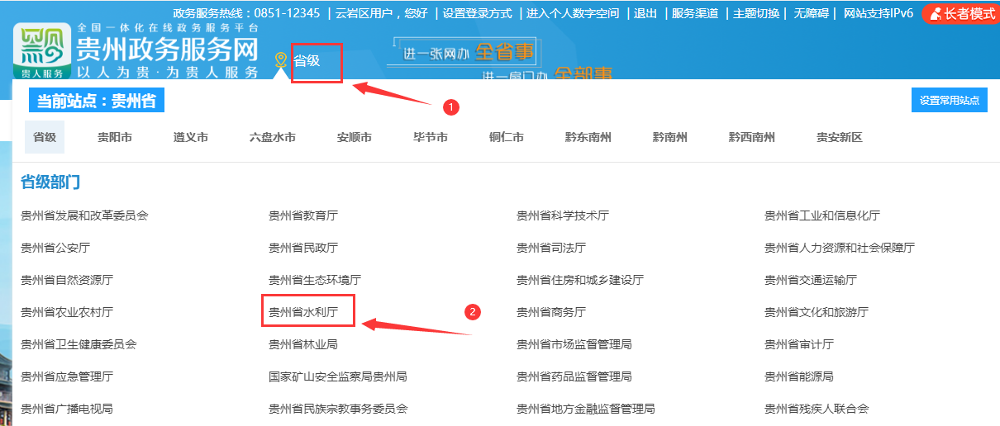 政务服务热线：0851-12345 | 云岩区用户，您好 | 设置登录方式 | 进入个人数字空间 | 退出 | 服务渠道 | 主题切换 | 无障碍 | 网站支持IPv6 长者模式
全国一体化在线政务服务平台
贵州政务服务网
贵人服务 以人为贵·为贵人服务
省级
进一张网办 全省事
进一扇门办 全部事
1
当前站点：贵州省 设置常用站点
省级 贵阳市 遵义市 六盘水市 安顺市 毕节市 铜仁市 黔东南州 黔南州 黔西南州 贵安新区
省级部门
贵州省发展和改革委员会 贵州省教育厅 贵州省科学技术厅 贵州省工业和信息化厅
贵州省公安厅 贵州省民政厅 贵州省司法厅 贵州省人力资源和社会保障厅
贵州省自然资源厅 贵州省生态环境厅 贵州省住房和城乡建设厅 贵州省交通运输厅
贵州省农业农村厅 贵州省水利厅 2 贵州省商务厅 贵州省文化和旅游厅
贵州省卫生健康委员会 贵州省林业局 贵州省市场监督管理局 贵州省审计厅
贵州省应急管理厅 国家矿山安全监察局贵州局 贵州省药品监督管理局 贵州省能源局
贵州省广播电视局 贵州省民族宗教事务委员会 贵州省地方金融监督管理局 贵州省残疾人联合会